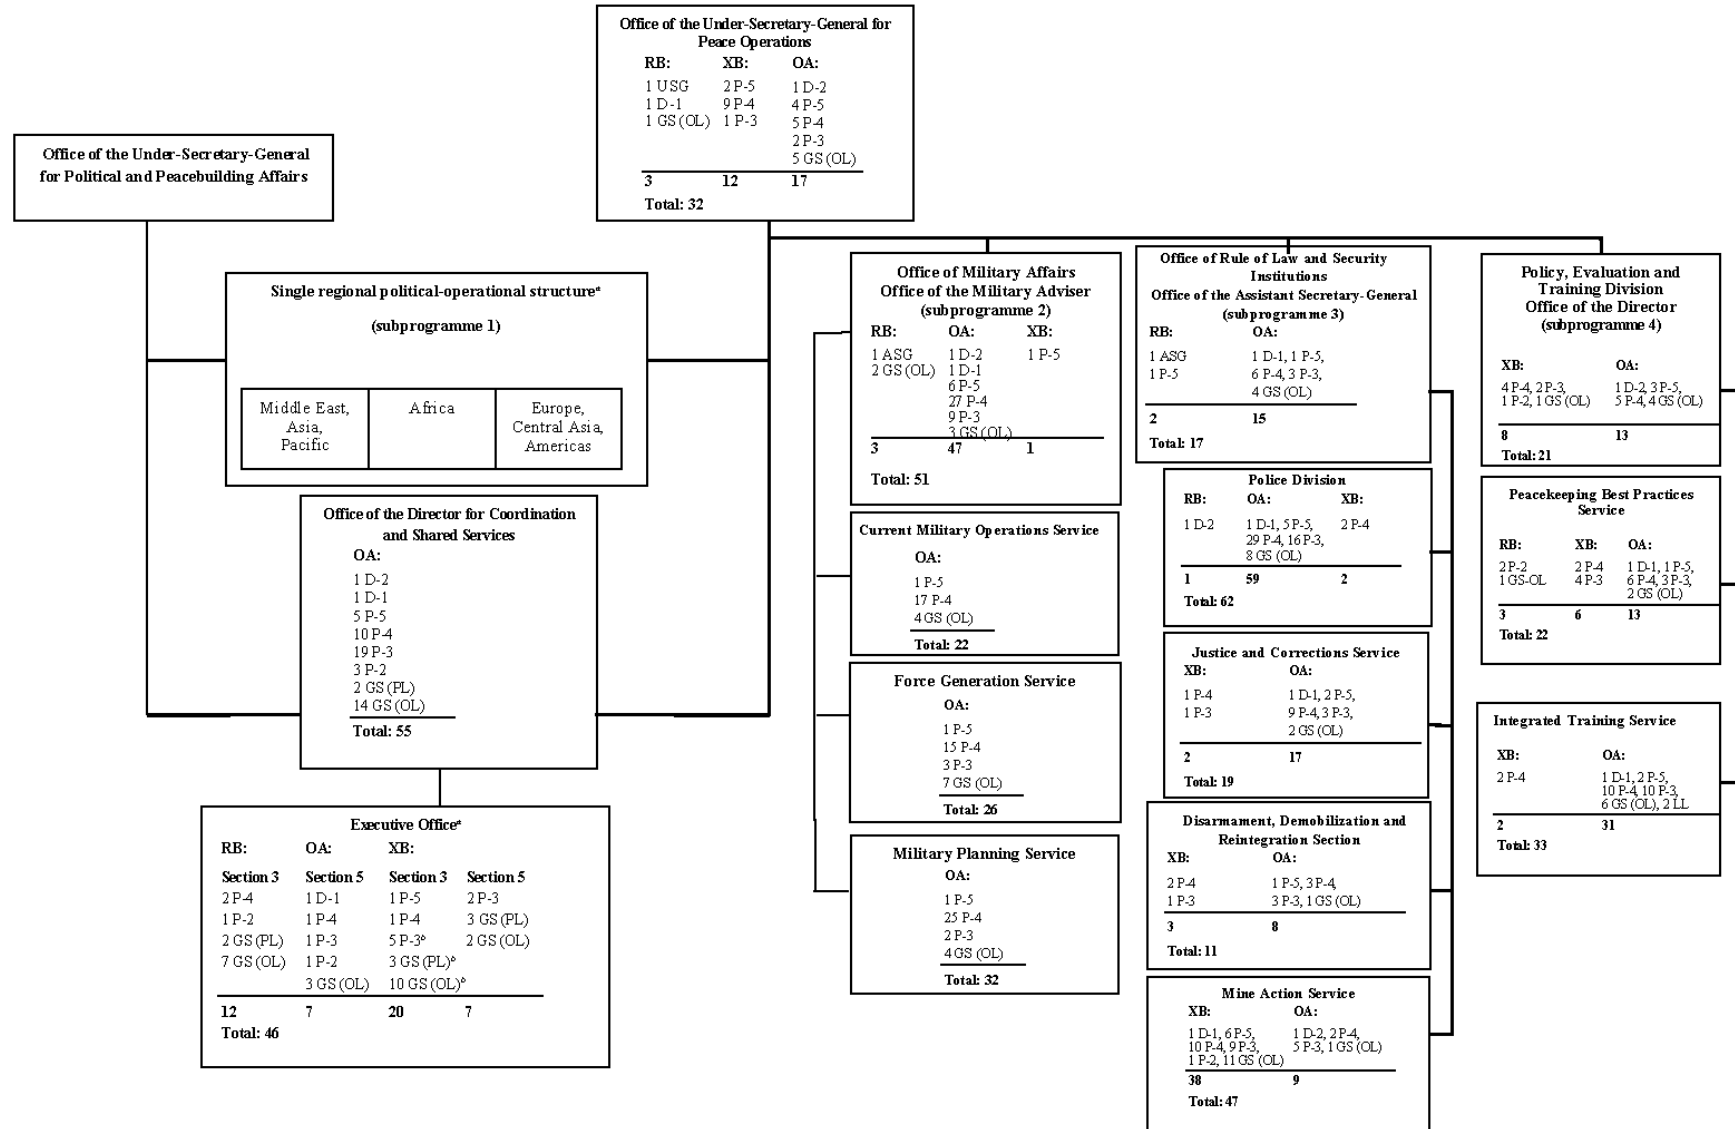 Office of the Under-Secretary-General for
Peace Operations
RB: XB: OA:
1 USG 2 P-5 1 D-2
1 D-1 9 P-4 4 P-5
1 GS (OL) 1 P-3 5 P-4
2 P-3
5 GS (OL)
3 12 17
Total: 32
Office of the Under-Secretary-General
for Political and Peacebuilding Affairs
Single regional political-operational structureª
(subprogramme 1)
Middle East,
Asia,
Pacific
Africa
Europe,
Central Asia,
Americas
Office of the Director for Coordination
and Shared Services
OA:
1 D-2
1 D-1
5 P-5
10 P-4
19 P-3
3 P-2
2 GS (PL)
14 GS (OL)
Total: 55
Executive Officeª
RB: OA: XB:
Section 3 Section 5 Section 3 Section 5
2 P-4 1 D-1 1 P-5 2 P-3
1 P-2 1 P-4 1 P-4 3 GS (PL)
2 GS (PL) 1 P-3 5 P-3ᵇ 2 GS (OL)
7 GS (OL) 1 P-2 3 GS (PL)ᵇ
3 GS (OL) 10 GS (OL)ᵇ
12 7 20 7
Total: 46
Office of Military Affairs
Office of the Military Adviser
(subprogramme 2)
RB: OA: XB:
1 ASG 1 D-2 1 P-5
2 GS (OL) 1 D-1
6 P-5
27 P-4
9 P-3
3 GS (OL)
3 47 1
Total: 51
Current Military Operations Service
OA:
1 P-5
17 P-4
4 GS (OL)
Total: 22
Force Generation Service
OA:
1 P-5
15 P-4
3 P-3
7 GS (OL)
Total: 26
Military Planning Service
OA:
1 P-5
25 P-4
2 P-3
4 GS (OL)
Total: 32
Office of Rule of Law and Security
Institutions
Office of the Assistant Secretary-General
(subprogramme 3)
RB: OA:
1 ASG 1 D-1, 1 P-5,
1 P-5 6 P-4, 3 P-3,
4 GS (OL)
2 15
Total: 17
Police Division
RB: OA: XB:
1 D-2 1 D-1, 5 P-5, 2 P-4
29 P-4, 16 P-3,
8 GS (OL)
1 59 2
Total: 62
Justice and Corrections Service
XB: OA:
1 P-4 1 D-1, 2 P-5,
1 P-3 9 P-4, 3 P-3,
2 GS (OL)
2 17
Total: 19
Disarmament, Demobilization and
Reintegration Section
XB: OA:
2 P-4 1 P-5, 3 P-4,
1 P-3 3 P-3, 1 GS (OL)
3 8
Total: 11
Mine Action Service
XB: OA:
1 D-1, 6 P-5, 1 D-2, 2 P-4,
10 P-4, 9 P-3, 5 P-3, 1 GS (OL)
1 P-2, 11 GS (OL)
38 9
Total: 47
Policy, Evaluation and
Training Division
Office of the Director
(subprogramme 4)
XB: OA:
4 P-4, 2 P-3, 1 D-2, 3 P-5,
1 P-2, 1 GS (OL) 5 P-4, 4 GS (OL)
8 13
Total: 21
Peacekeeping Best Practices
Service
RB: XB: OA:
2 P-2 2 P-4 1 D-1, 1 P-5,
1 GS-OL 4 P-3 6 P-4, 3 P-3,
2 GS (OL)
3 6 13
Total: 22
Integrated Training Service
XB: OA:
2 P-4 1 D-1, 2 P-5,
10 P-4, 10 P-3,
6 GS (OL), 2 LL
2 31
Total: 33